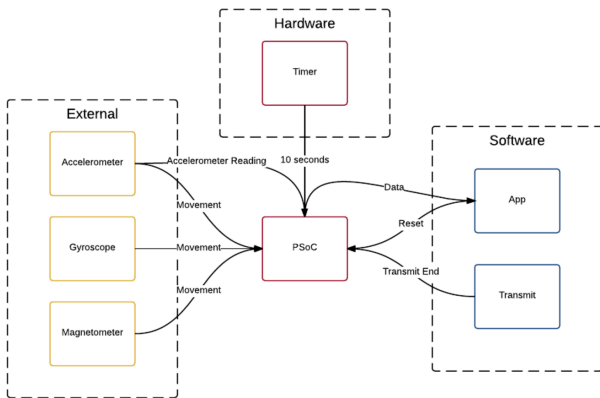 Hardware
Timer
External
Software
Accelerometer
Accelerometer Reading
10 seconds
Data
App
Movement
Reset
Gyroscope
Movement
PSoC
Transmit End
Movement
Transmit
Magnetometer